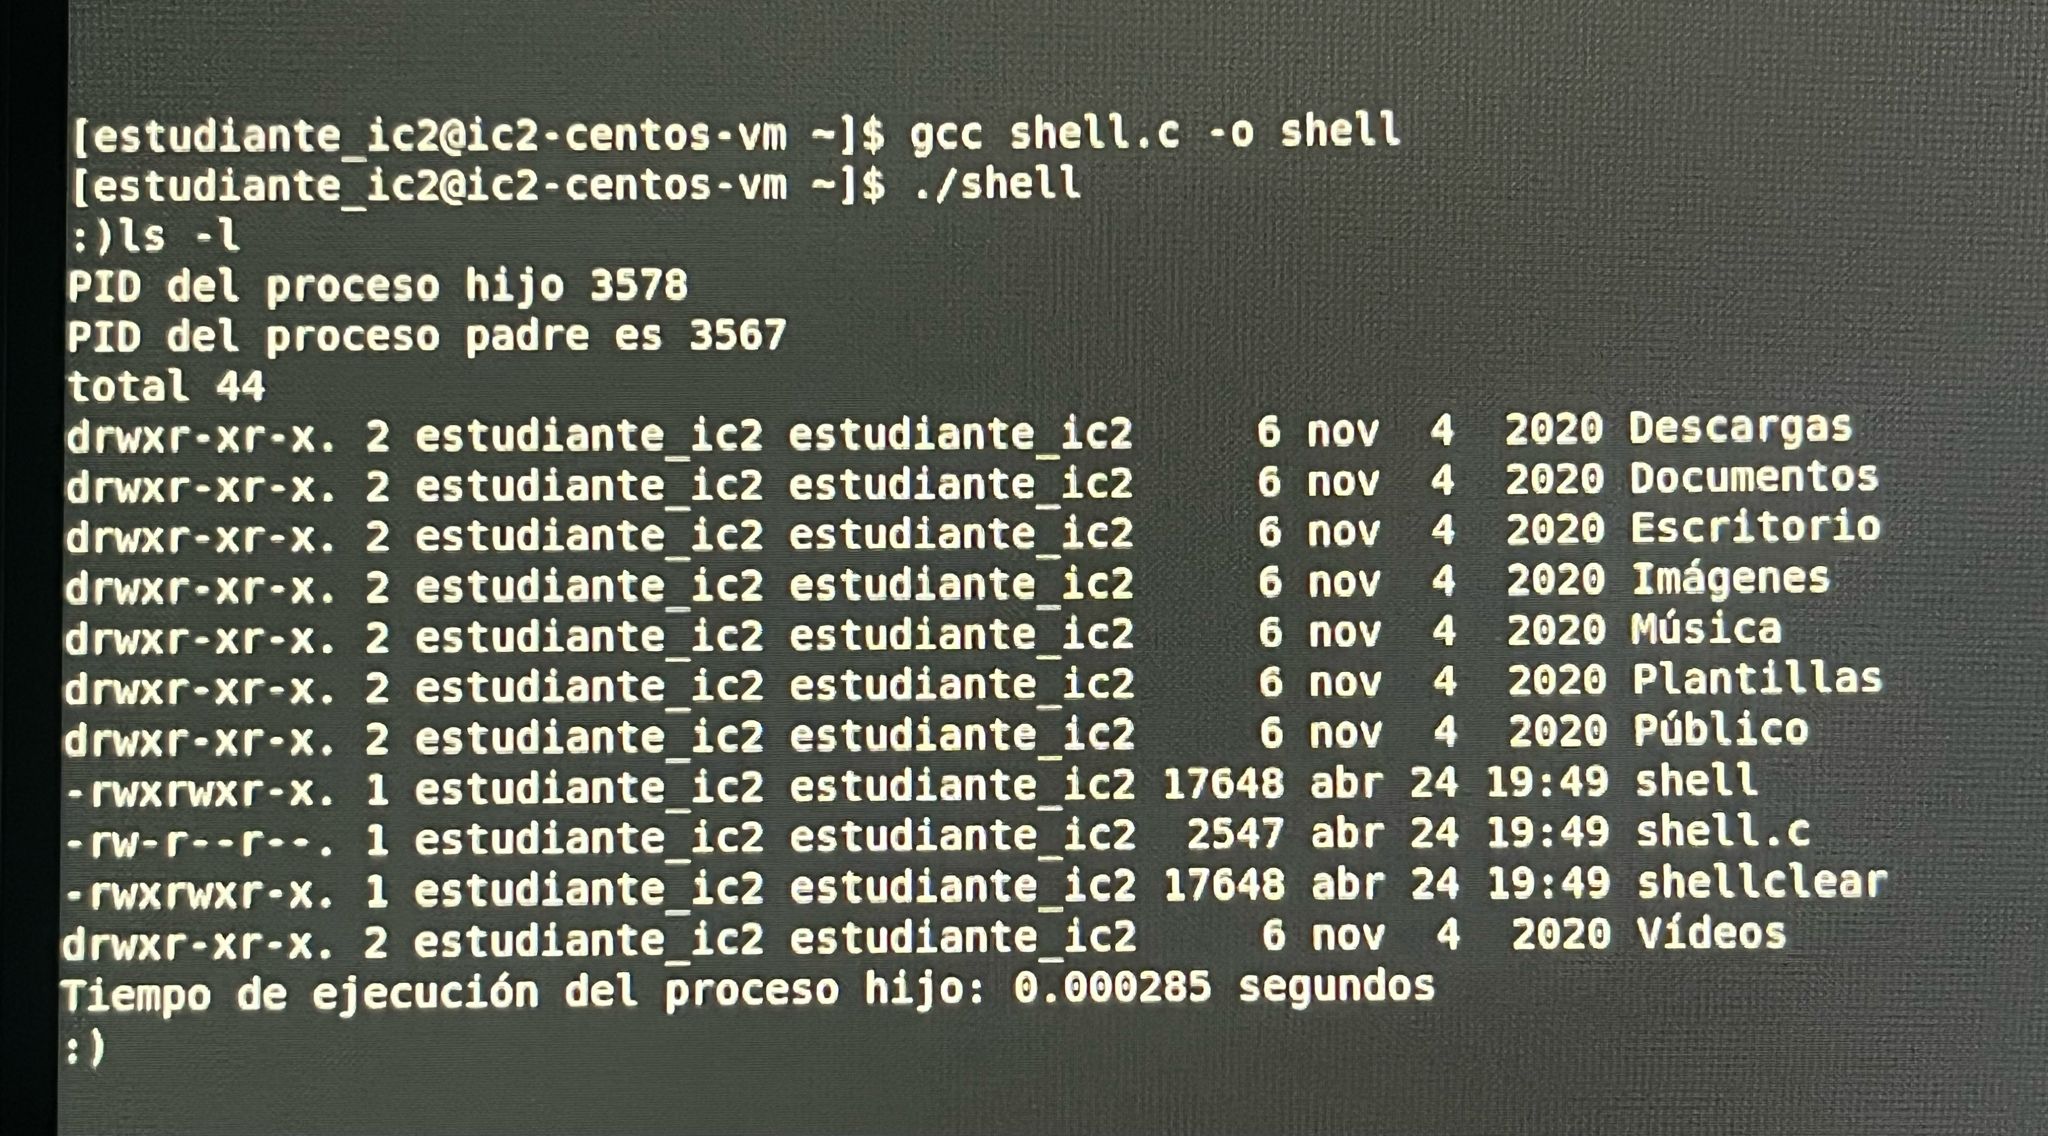 [estudiante_ic2@ic2-centos-vm ~]$ gcc shell.c -o shell
[estudiante_ic2@ic2-centos-vm ~]$ ./shell
:)ls -l
PID del proceso hijo 3578
PID del proceso padre es 3567
total 44
drwxr-xr-x. 2 estudiante_ic2 estudiante_ic2     6 nov  4  2020 Descargas
drwxr-xr-x. 2 estudiante_ic2 estudiante_ic2     6 nov  4  2020 Documentos
drwxr-xr-x. 2 estudiante_ic2 estudiante_ic2     6 nov  4  2020 Escritorio
drwxr-xr-x. 2 estudiante_ic2 estudiante_ic2     6 nov  4  2020 Imágenes
drwxr-xr-x. 2 estudiante_ic2 estudiante_ic2     6 nov  4  2020 Música
drwxr-xr-x. 2 estudiante_ic2 estudiante_ic2     6 nov  4  2020 Plantillas
drwxr-xr-x. 2 estudiante_ic2 estudiante_ic2     6 nov  4  2020 Público
-rwxrwxr-x. 1 estudiante_ic2 estudiante_ic2 17648 abr 24 19:49 shell
-rw-r--r--. 1 estudiante_ic2 estudiante_ic2  2547 abr 24 19:49 shell.c
-rwxrwxr-x. 1 estudiante_ic2 estudiante_ic2 17648 abr 24 19:49 shellclear
drwxr-xr-x. 2 estudiante_ic2 estudiante_ic2     6 nov  4  2020 Vídeos
Tiempo de ejecución del proceso hijo: 0.000285 segundos
:)